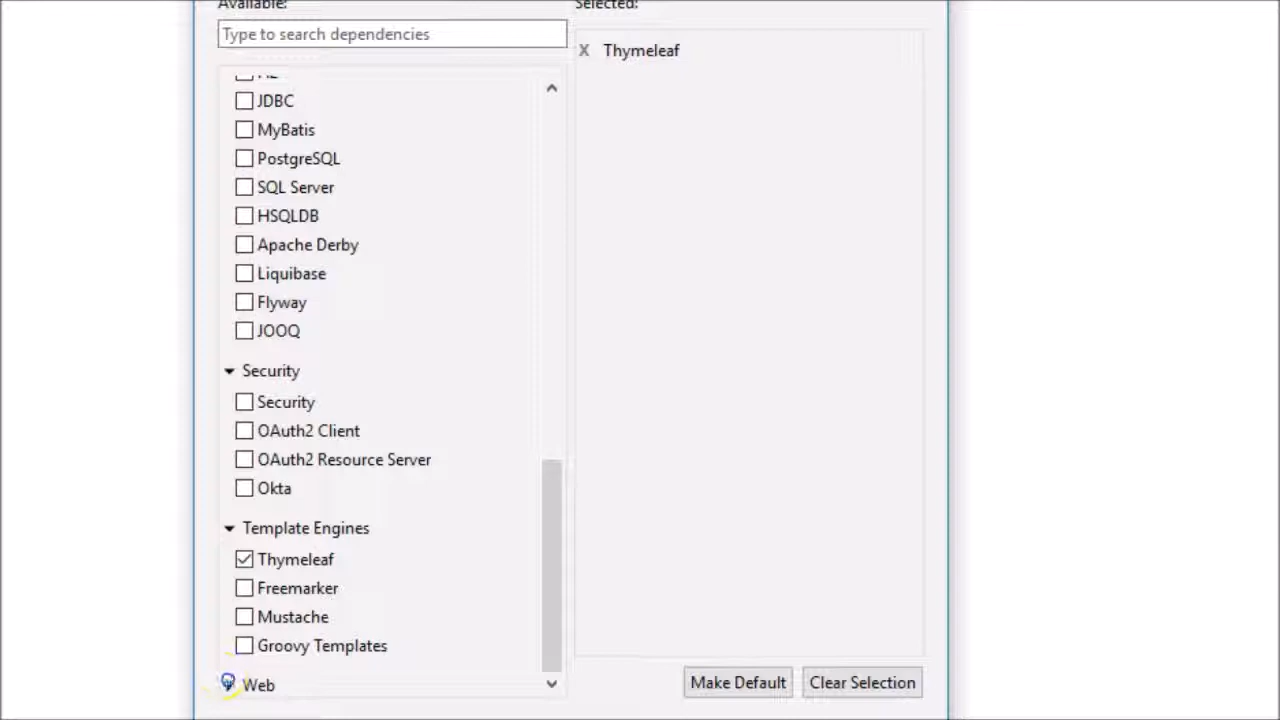 Available:
Selected:
Type to search dependencies
X Thymeleaf
JDBC
MyBatis
PostgreSQL
SQL Server
HSQLDB
Apache Derby
Liquibase
Flyway
JOOQ
Security
Security
OAuth2 Client
OAuth2 Resource Server
Okta
Template Engines
Thymeleaf
Freemarker
Mustache
Groovy Templates
Web
Make Default
Clear Selection